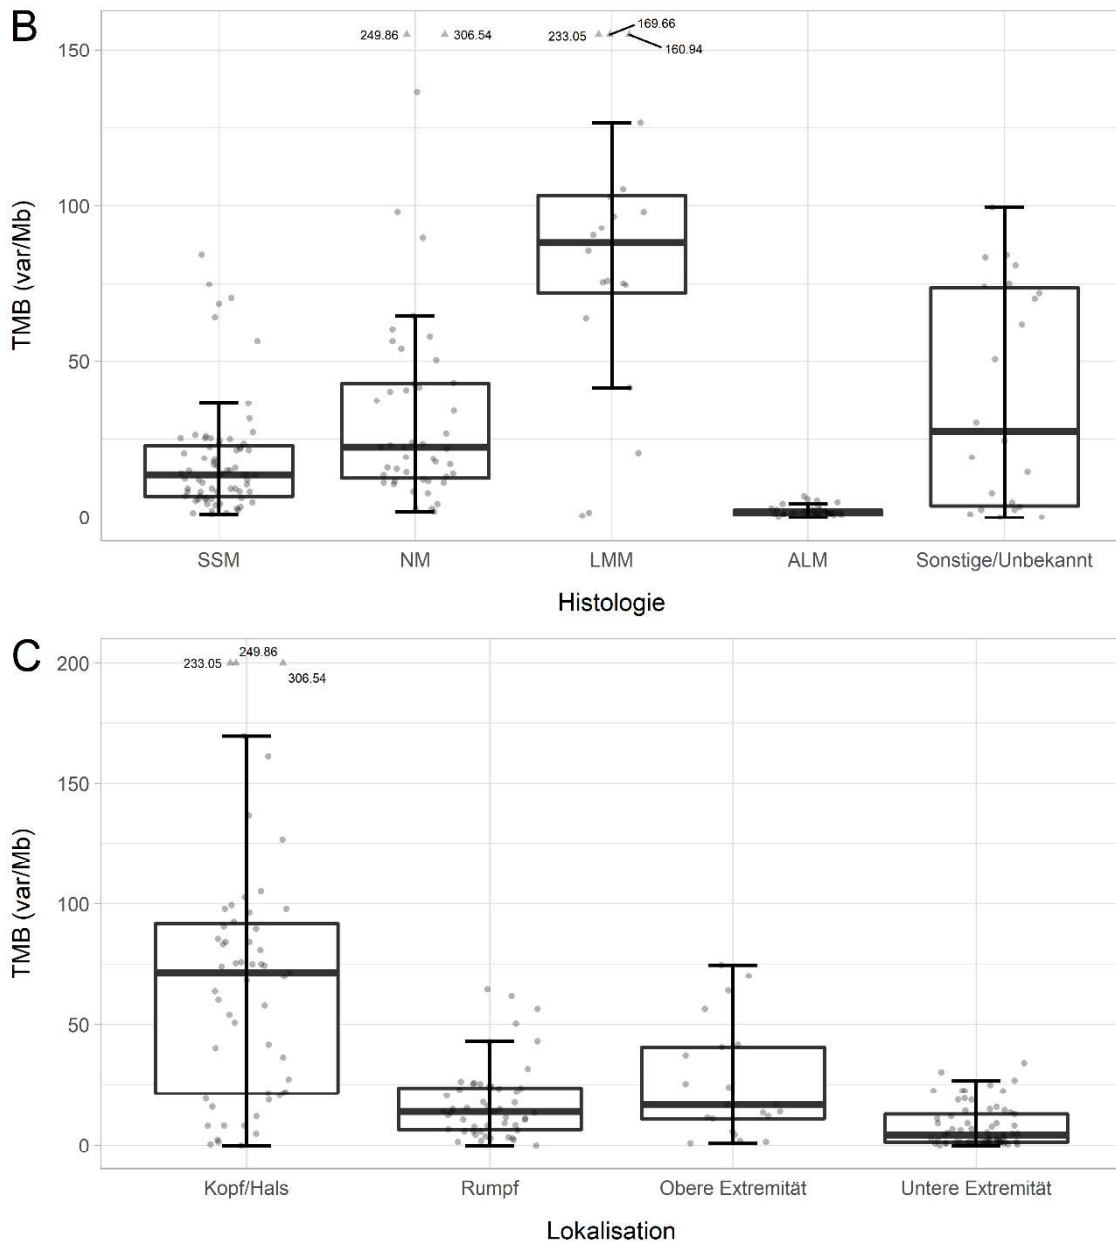 B
249.86 306.54 233.05 169.66
160.94
150
100
50
0
TMB (var/Mb)
SSM NM LMM ALM Sonstige/Unbekannt
Histologie
C
200
233.05 249.86
306.54
150
100
50
0
TMB (var/Mb)
Kopf/Hals Rumpf Obere Extremität Untere Extremität
Lokalisation